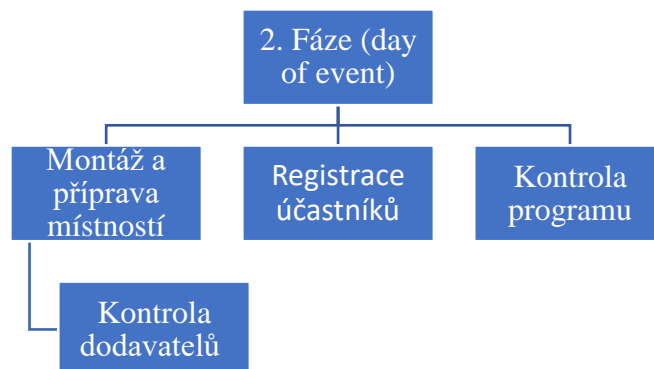 2. Fáze (day
of event)
Montáž a
příprava
místností
Registrace
účastníků
Kontrola
programu
Kontrola
dodavatelů